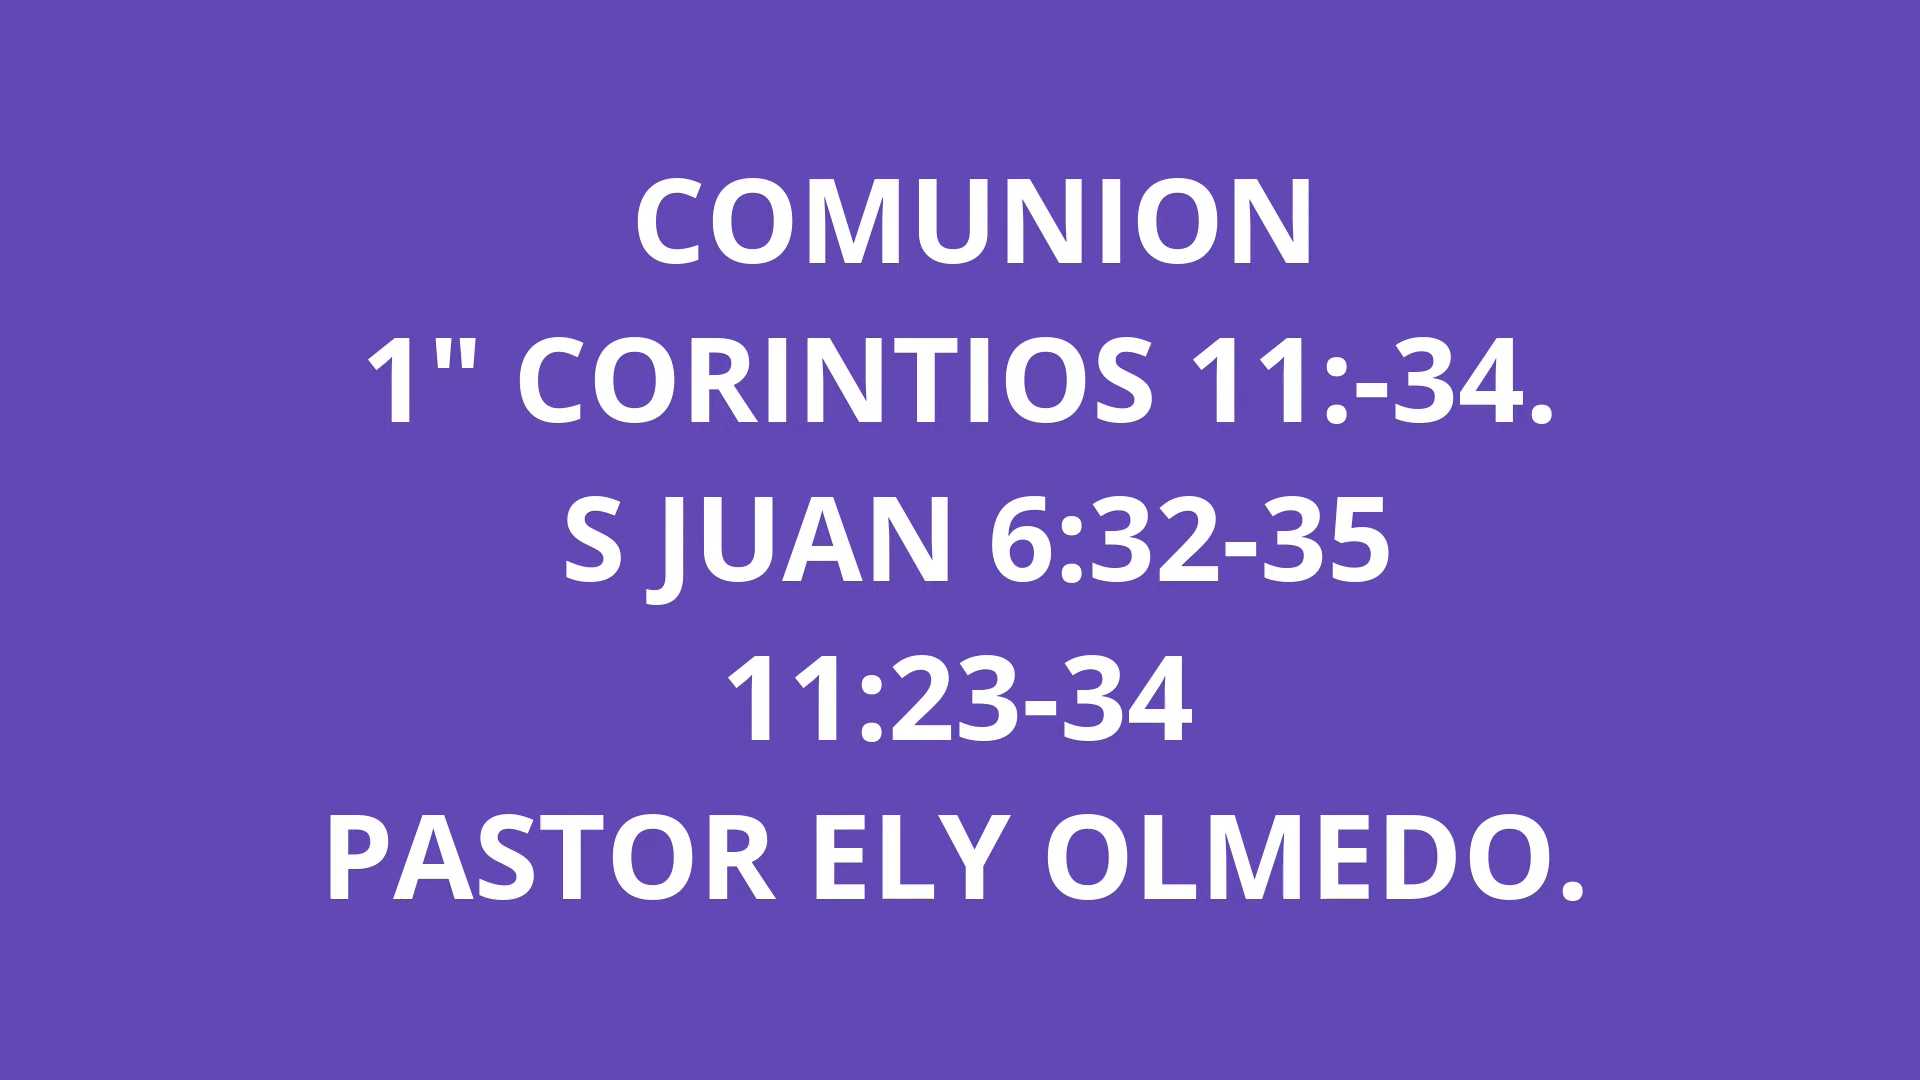 COMUNION
1" CORINTIOS 11:-34.
S JUAN 6:32-35
11:23-34
PASTOR ELY OLMEDO.